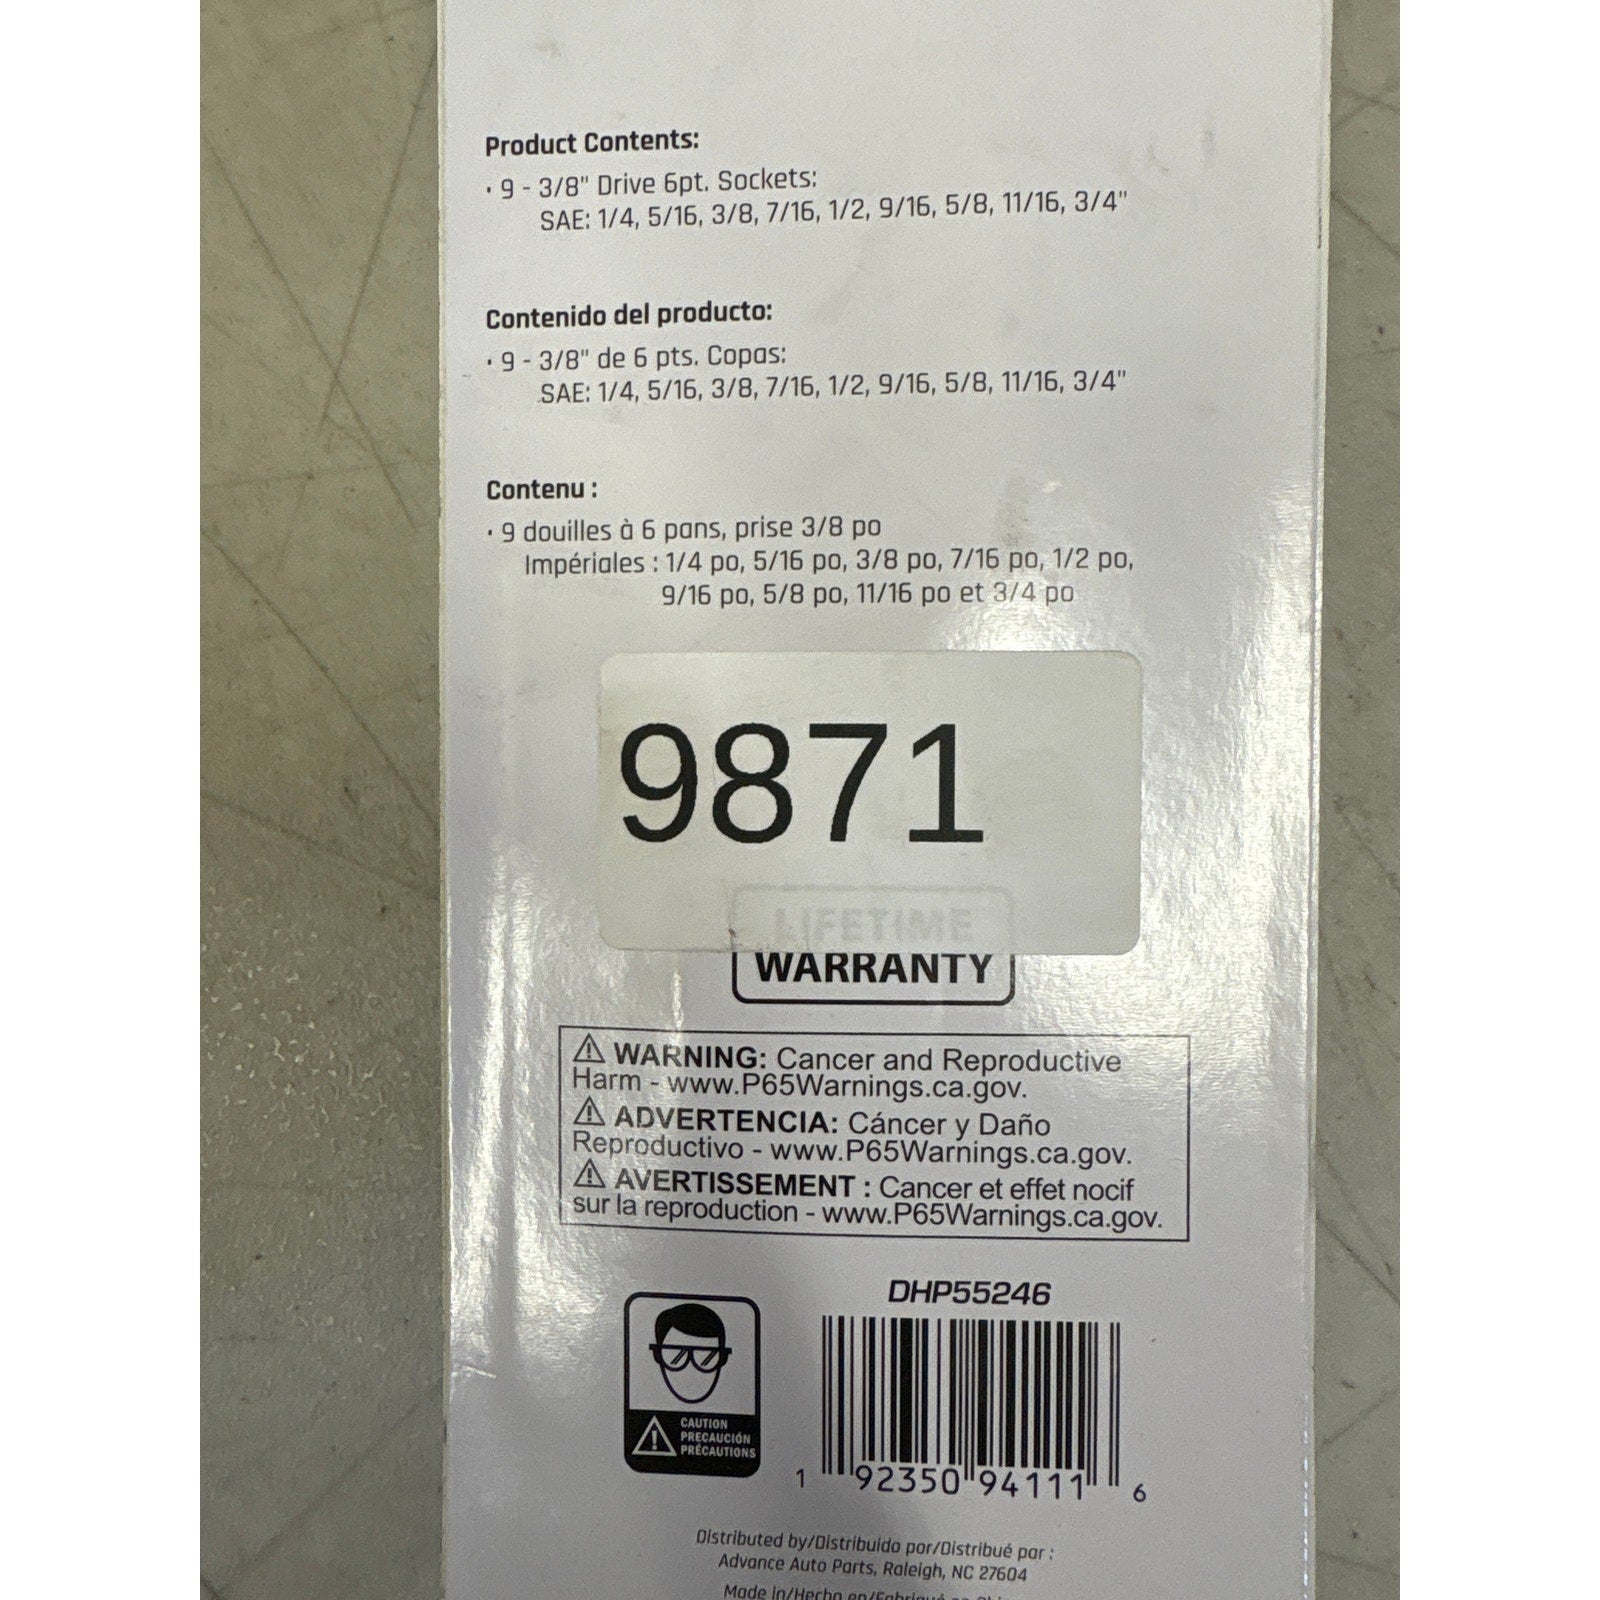 Product Contents:
· 9 - 3/8" Drive 6pt. Sockets:
SAE: 1/4, 5/16, 3/8, 7/16, 1/2, 9/16, 5/8, 11/16, 3/4"
Contenido del producto:
· 9 - 3/8" de 6 pts. Copas:
SAE: 1/4, 5/16, 3/8, 7/16, 1/2, 9/16, 5/8, 11/16, 3/4"
Contenu :
· 9 douilles à 6 pans, prise 3/8 po
Impériales : 1/4 po, 5/16 po, 3/8 po, 7/16 po, 1/2 po,
9/16 po, 5/8 po, 11/16 po et 3/4 po
9871
LIFETIME
WARRANTY
⚠ WARNING: Cancer and Reproductive
Harm - www.P65Warnings.ca.gov.
⚠ ADVERTENCIA: Cáncer y Daño
Reproductivo - www.P65Warnings.ca.gov.
⚠ AVERTISSEMENT : Cancer et effet nocif
sur la reproduction - www.P65Warnings.ca.gov.
DHP55246
CAUTION
PRECAUCIÓN
PRÉCAUTIONS
1 92350 94111 6
Distributed by/Distribuido por/Distribué par :
Advance Auto Parts, Raleigh, NC 27604
Made in/Hecho en/Fabriqué